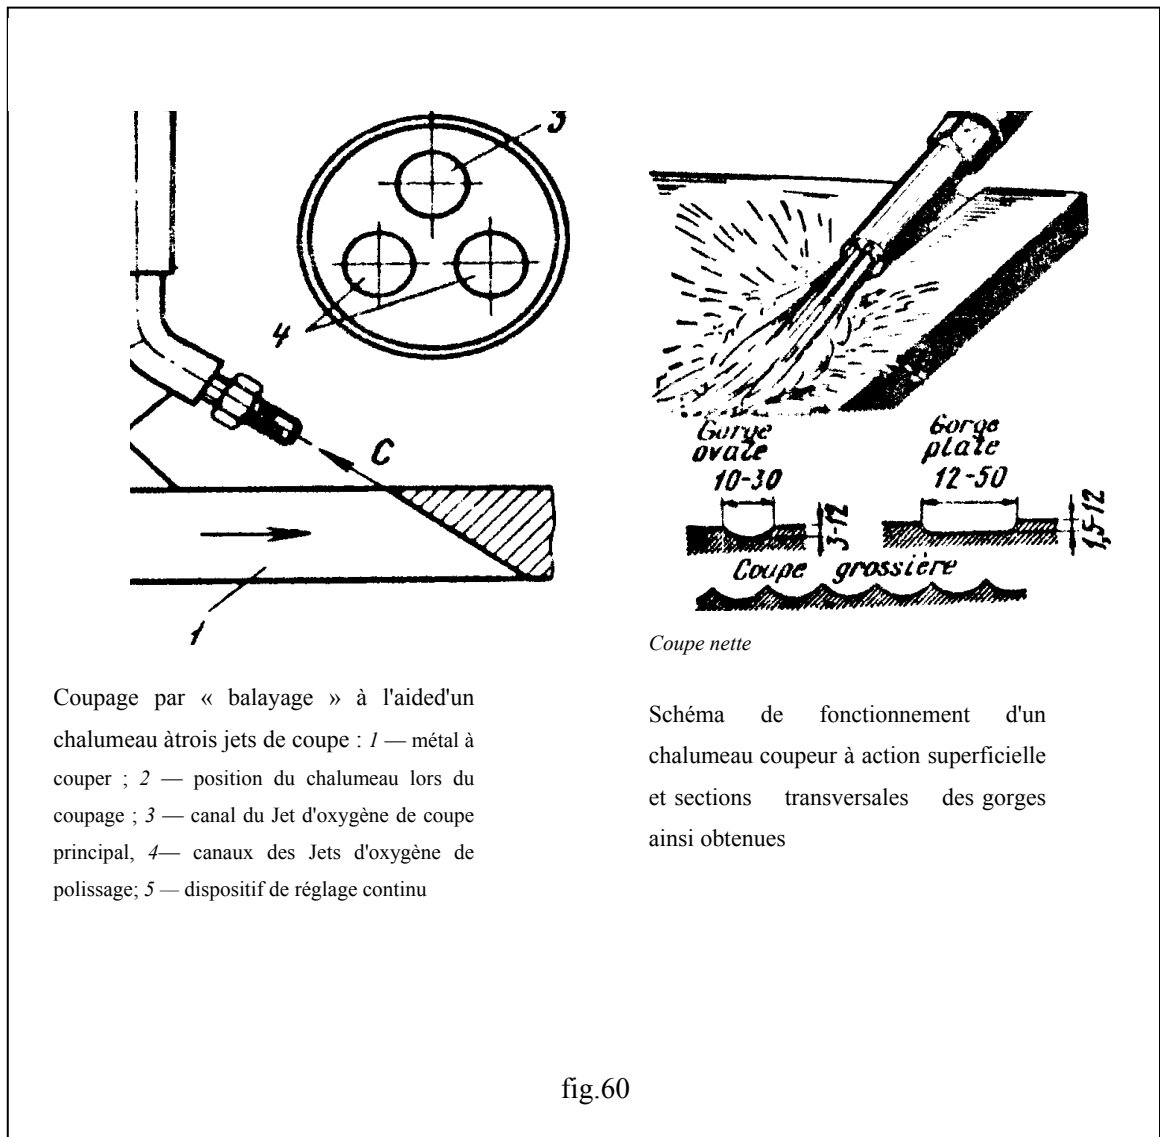 3
4
C
1
Gorge
ovale
10-30
3-12
Gorge
plate
12-50
1,5-12
Coupe grossière
Coupe nette
Coupage par « balayage » à l'aided'un
chalumeau àtrois jets de coupe : 1 — métal à
couper ; 2 — position du chalumeau lors du
coupage ; 3 — canal du Jet d'oxygène de coupe
principal, 4— canaux des Jets d'oxygène de
polissage; 5 — dispositif de réglage continu
Schéma de fonctionnement d'un
chalumeau coupeur à action superficielle
et sections transversales des gorges
ainsi obtenues
fig.60